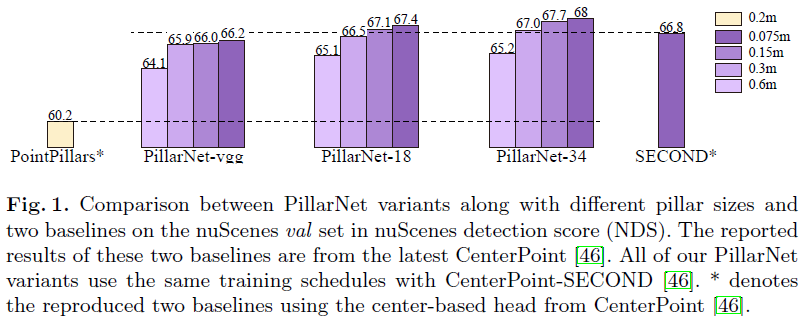 66.2 67.1 67.4 67.0 67.7 68 66.8 0.2m
65.9 66.0 66.5 0.075m
64.1 65.1 65.2 0.15m
0.3m
0.6m
60.2
PointPillars* PillarNet-vgg PillarNet-18 PillarNet-34 SECOND*
Fig. 1. Comparison between PillarNet variants along with different pillar sizes and
two baselines on the nuScenes val set in nuScenes detection score (NDS). The reported
results of these two baselines are from the latest CenterPoint [46]. All of our PillarNet
variants use the same training schedules with CenterPoint-SECOND [46]. * denotes
the reproduced two baselines using the center-based head from CenterPoint [46].